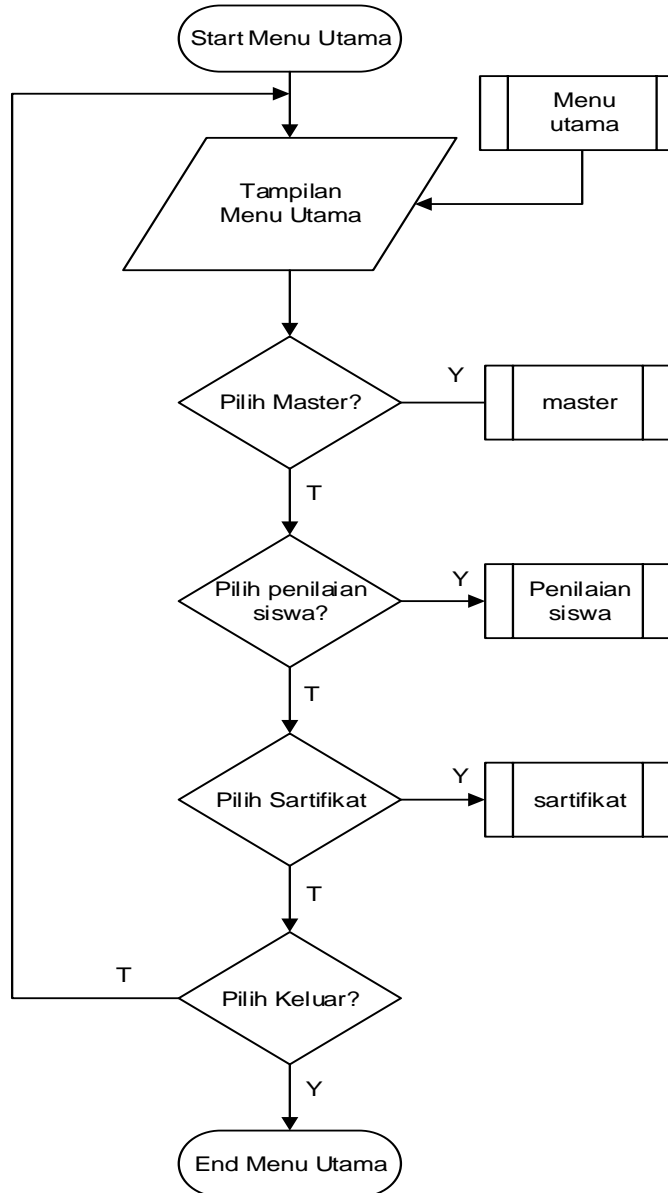 Start Menu Utama
Menu
utama
Tampilan
Menu Utama
Pilih Master?
Y
master
T
Pilih penilaian
siswa?
Y
Penilaian
siswa
T
Pilih Sartifikat
Y
sartifikat
T
Pilih Keluar?
T
Y
End Menu Utama